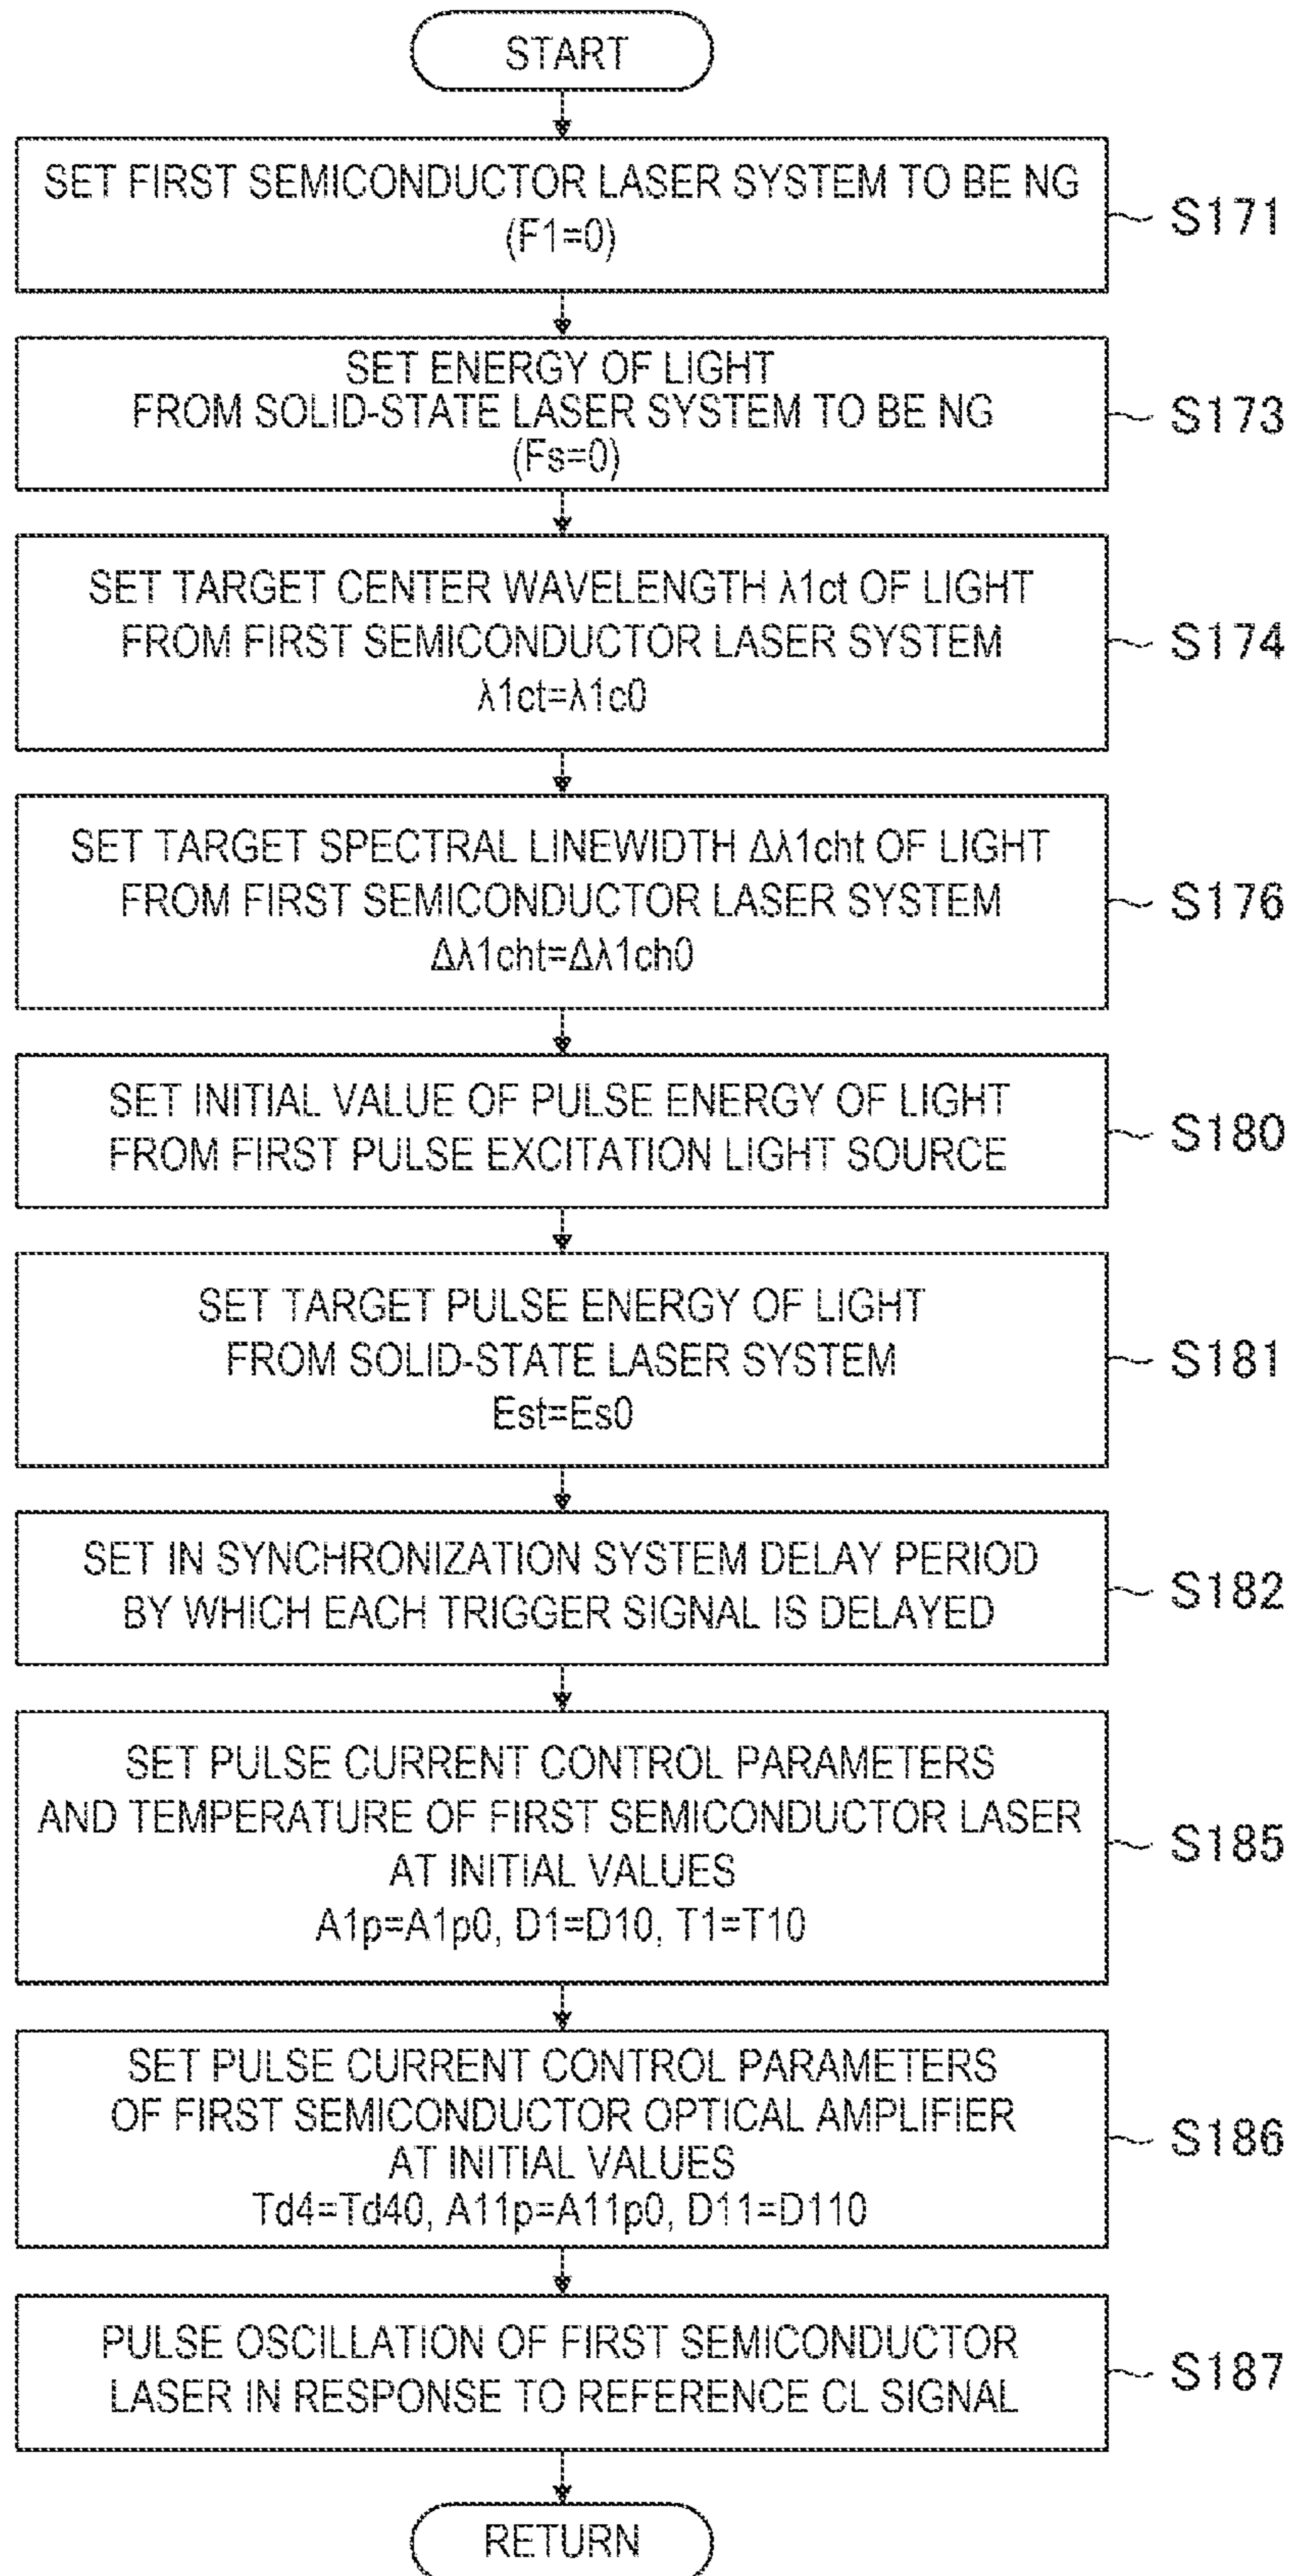 START
SET FIRST SEMICONDUCTOR LASER SYSTEM TO BE NG
(F1=0)
S171
SET ENERGY OF LIGHT
FROM SOLID-STATE LASER SYSTEM TO BE NG
(Fs=0)
S173
SET TARGET CENTER WAVELENGTH λ1ct OF LIGHT
FROM FIRST SEMICONDUCTOR LASER SYSTEM
λ1ct=λ1c0
S174
SET TARGET SPECTRAL LINEWIDTH Δλ1cht OF LIGHT
FROM FIRST SEMICONDUCTOR LASER SYSTEM
Δλ1cht=Δλ1ch0
S176
SET INITIAL VALUE OF PULSE ENERGY OF LIGHT
FROM FIRST PULSE EXCITATION LIGHT SOURCE
S180
SET TARGET PULSE ENERGY OF LIGHT
FROM SOLID-STATE LASER SYSTEM
Est=Es0
S181
SET IN SYNCHRONIZATION SYSTEM DELAY PERIOD
BY WHICH EACH TRIGGER SIGNAL IS DELAYED
S182
SET PULSE CURRENT CONTROL PARAMETERS
AND TEMPERATURE OF FIRST SEMICONDUCTOR LASER
AT INITIAL VALUES
A1p=A1p0, D1=D10, T1=T10
S185
SET PULSE CURRENT CONTROL PARAMETERS
OF FIRST SEMICONDUCTOR OPTICAL AMPLIFIER
AT INITIAL VALUES
Td4=Td40, A11p=A11p0, D11=D110
S186
PULSE OSCILLATION OF FIRST SEMICONDUCTOR
LASER IN RESPONSE TO REFERENCE CL SIGNAL
S187
RETURN